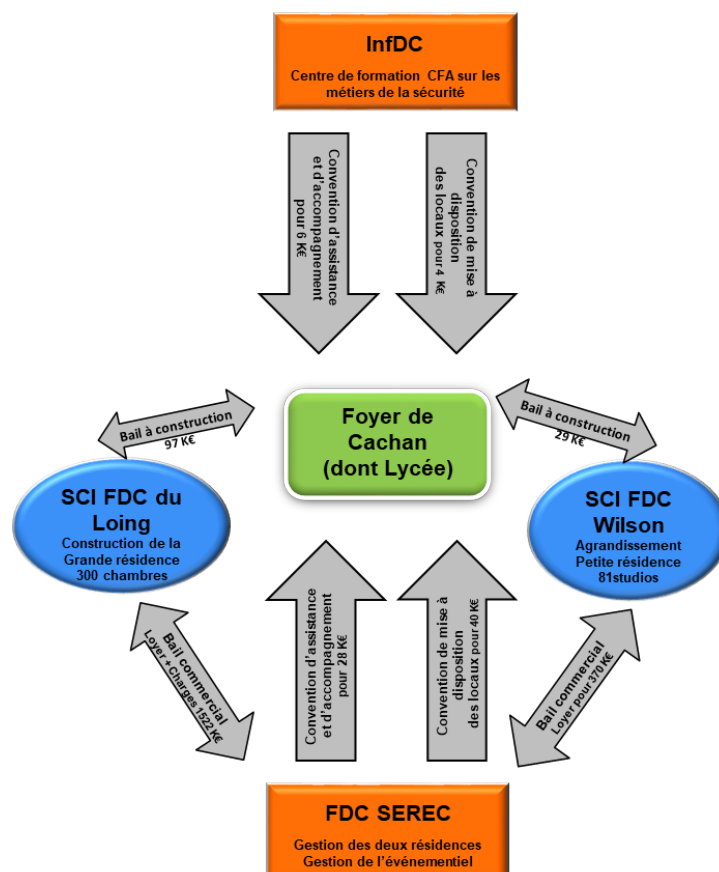 InfDC
Centre de formation CFA sur les
métiers de la sécurité
Convention d'assistance
et d'accompagnement
pour 6 K€
Convention de mise à
disposition
des locaux pour 4 K€
Bail à construction
97 K€
Foyer de
Cachan
(dont Lycée)
Bail à construction
29 K€
SCI FDC du
Loing
Construction de la
Grande résidence
300 chambres
SCI FDC
Wilson
Agrandissement
Petite résidence
81studios
Bail commercial
Loyer + Charges 1522 K€
Convention d'assistance
et d'accompagnement
pour 28 K€
Convention de mise à
disposition
des locaux pour 40 K€
Bail commercial
Loyer pour 370 K€
FDC SEREC
Gestion des deux résidences
Gestion de l'événementiel